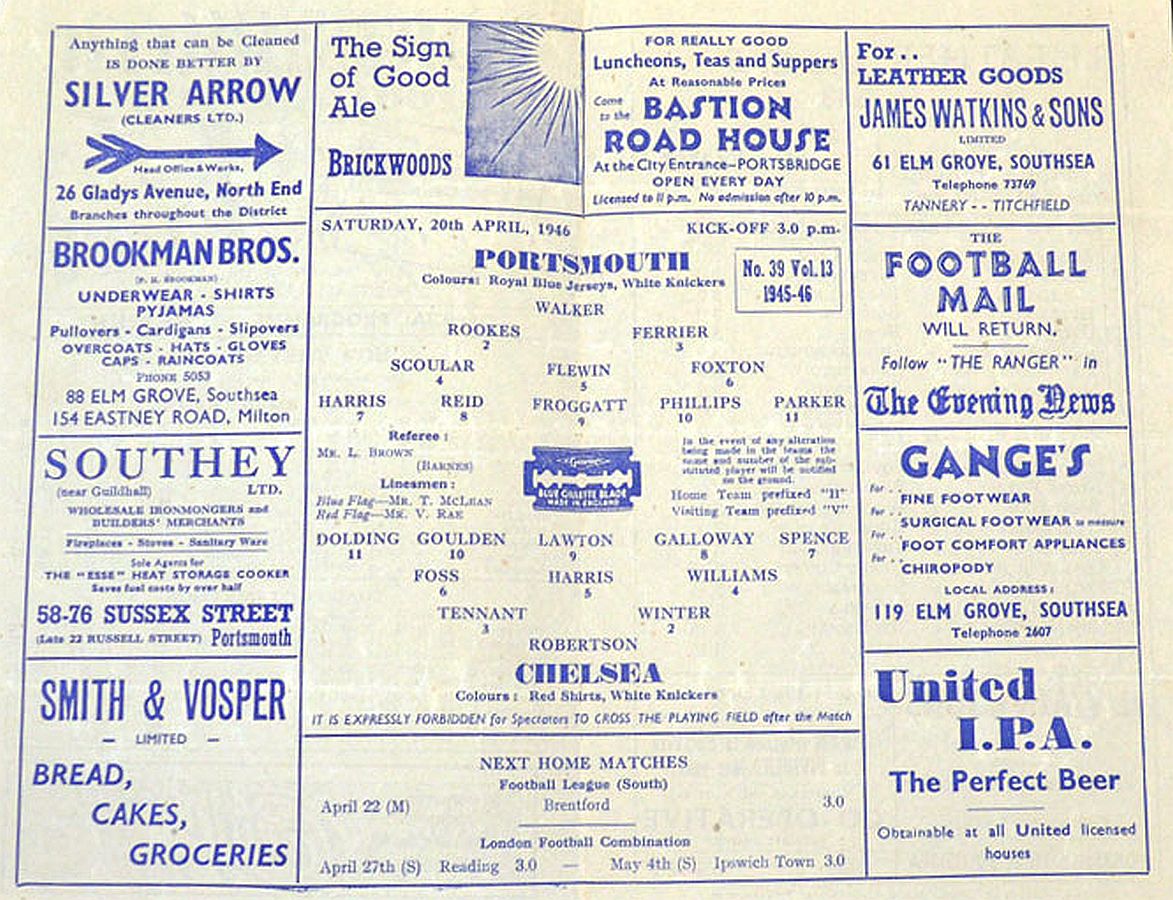 Anything that can be Cleaned
IS DONE BETTER BY
SILVER ARROW
(CLEANERS LTD.)
Head Office & Works,
26 Gladys Avenue, North End
Branches throughout the District
BROOKMAN BROS.
(P. H. BROOKMAN)
UNDERWEAR - SHIRTS
PYJAMAS
Pullovers - Cardigans - Slipovers
OVERCOATS - HATS - GLOVES
CAPS - RAINCOATS
PHONE 5053
88 ELM GROVE, Southsea
154 EASTNEY ROAD, Milton
SOUTHEY
(near Guildhall) LTD.
WHOLESALE IRONMONGERS and
BUILDERS' MERCHANTS
Fireplaces - Stoves - Sanitary Ware
Sole Agents for
THE "ESSE" HEAT STORAGE COOKER
Saves fuel costs by over half
58-76 SUSSEX STREET
(Late 22 RUSSELL STREET) Portsmouth
SMITH & VOSPER
— LIMITED —
BREAD,
CAKES,
GROCERIES
The Sign
of Good
Ale
BRICKWOODS
FOR REALLY GOOD
Luncheons, Teas and Suppers
At Reasonable Prices
Come
to the
BASTION
ROAD HOUSE
At the City Entrance—PORTSBRIDGE
OPEN EVERY DAY
Licensed to 11 p.m. No admission after 10 p.m.
SATURDAY, 20th APRIL, 1946 KICK-OFF 3.0 p.m.
PORTSMOUTH
Colours: Royal Blue Jerseys, White Knickers
No. 39 Vol. 13
1945-46
WALKER
ROOKES FERRIER
2 3
SCOULAR FLEWIN FOXTON
4 5 6
HARRIS REID FROGGATT PHILLIPS PARKER
7 8 9 10 11
Referee:
MR. L. BROWN
(BARNES)
Linesmen:
Blue Flag—MR. T. MCLEAN
Red Flag—MR. V. RAE
BLUE GILLETTE BLADE
MADE IN ENGLAND
In the event of any alteration
being made in the teams the
name and number of the sub-
stituted player will be notified
on the ground.
Home Team prefixed "H"
Visiting Team prefixed "V"
DOLDING GOULDEN LAWTON GALLOWAY SPENCE
11 10 9 8 7
FOSS HARRIS WILLIAMS
6 5 4
TENNANT WINTER
3 2
ROBERTSON
CHELSEA
Colours: Red Shirts, White Knickers
IT IS EXPRESSLY FORBIDDEN for Spectators TO CROSS THE PLAYING FIELD after the Match
NEXT HOME MATCHES
Football League (South)
April 22 (M) Brentford 3.0
London Football Combination
April 27th (S) Reading 3.0 — May 4th (S) Ipswich Town 3.0
For..
LEATHER GOODS
JAMES WATKINS & SONS
LIMITED
61 ELM GROVE, SOUTHSEA
Telephone 73769
TANNERY - - TITCHFIELD
THE
FOOTBALL
MAIL
WILL RETURN.
Follow "THE RANGER" in
The Evening News
GANGE'S
For . . FINE FOOTWEAR
For . . SURGICAL FOOTWEAR to measure
For . . FOOT COMFORT APPLIANCES
For . . CHIROPODY
LOCAL ADDRESS:
119 ELM GROVE, SOUTHSEA
Telephone 2607
United
I.P.A.
The Perfect Beer
Obtainable at all United licensed
houses